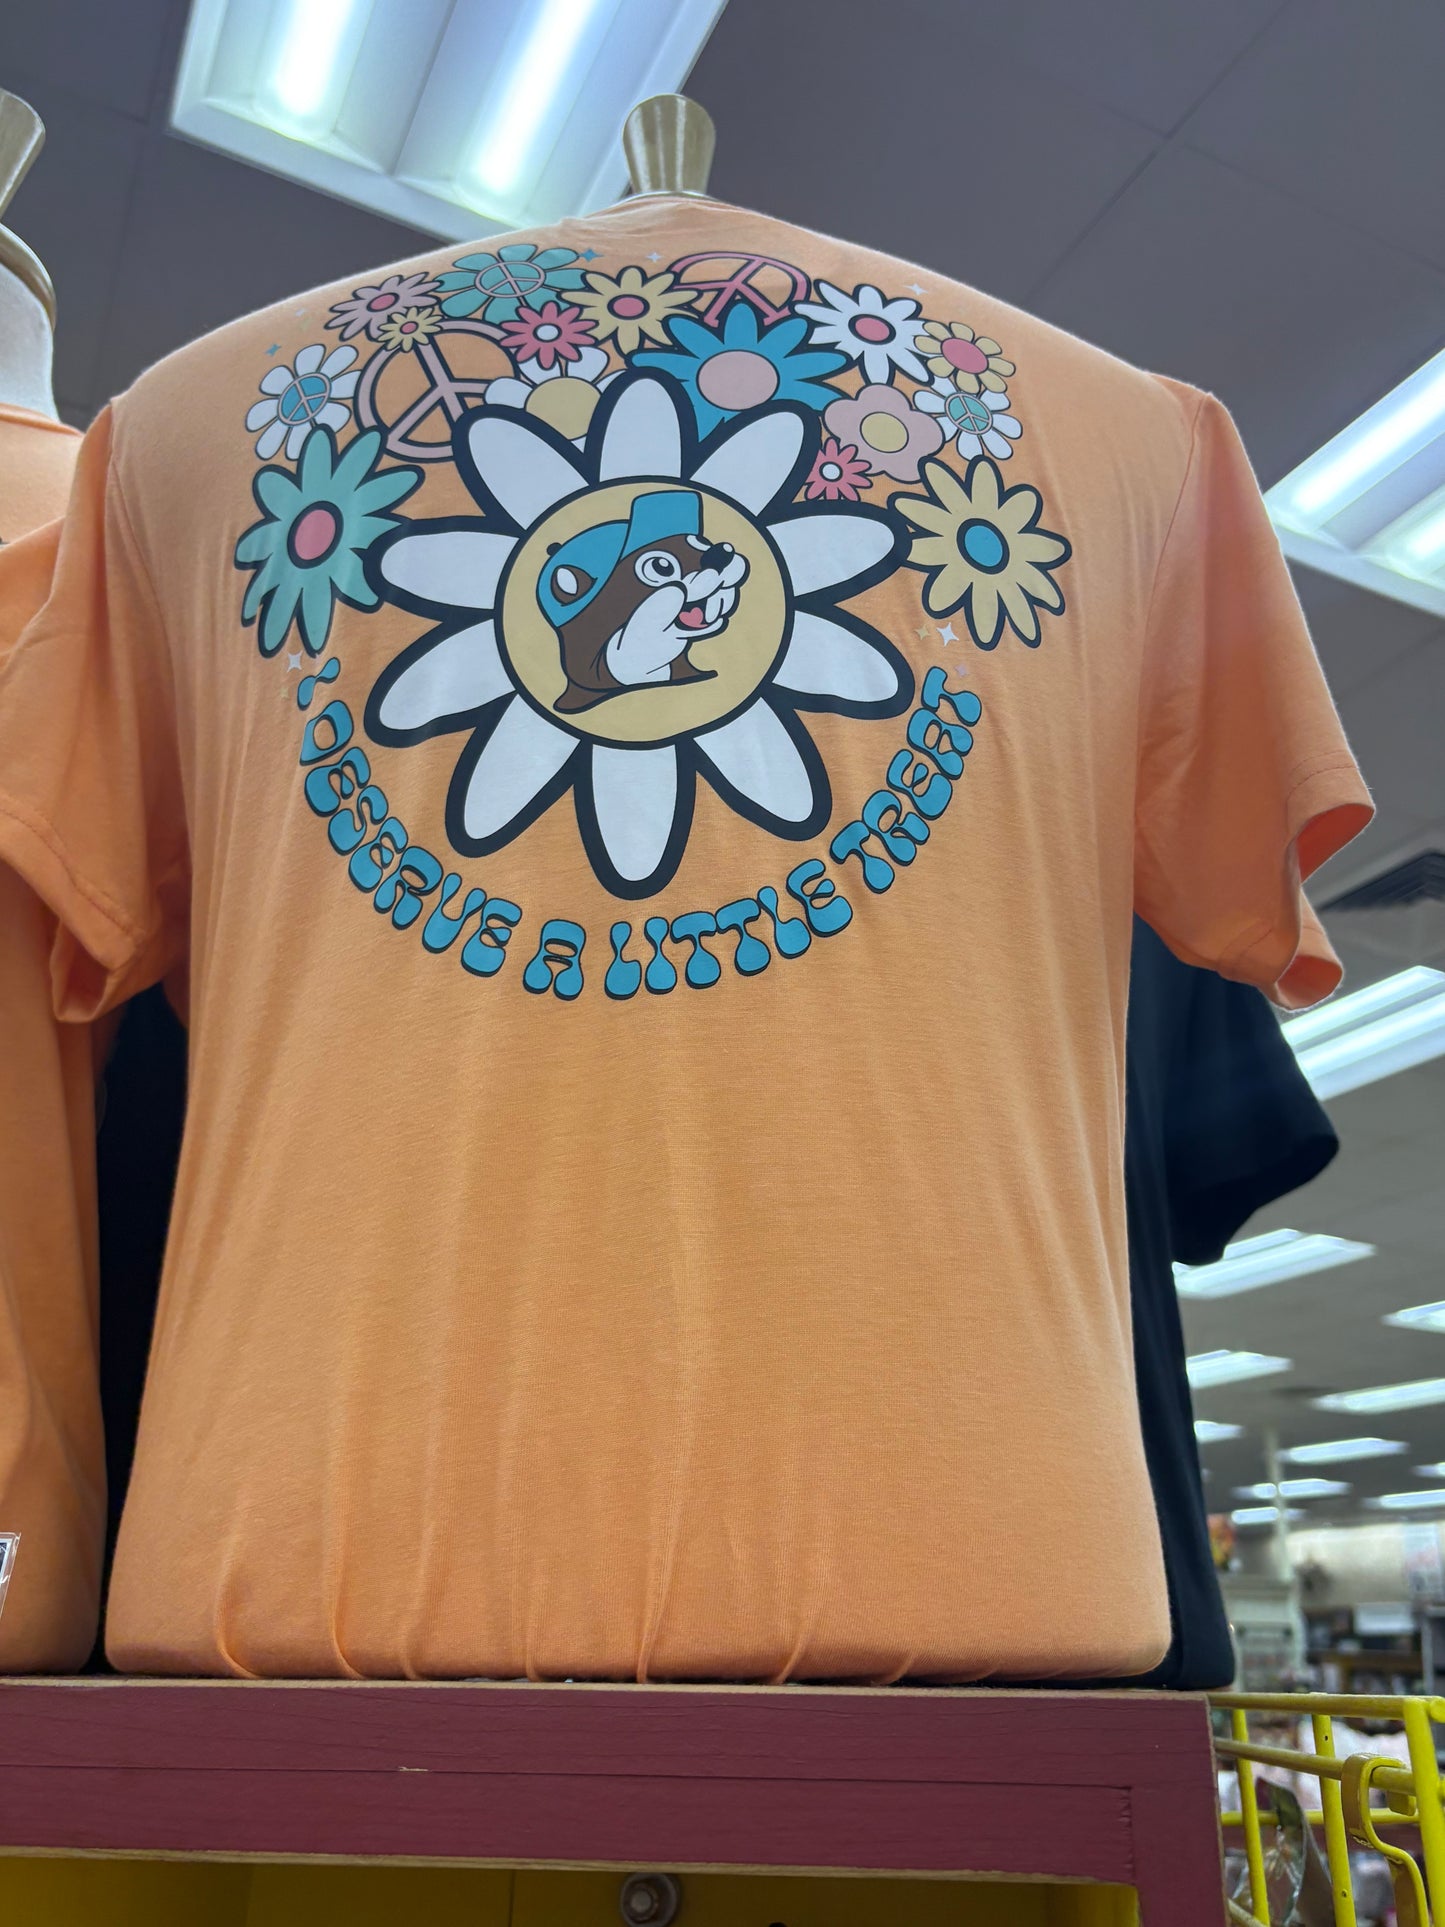 I DESERVE A LITTLE TREAT